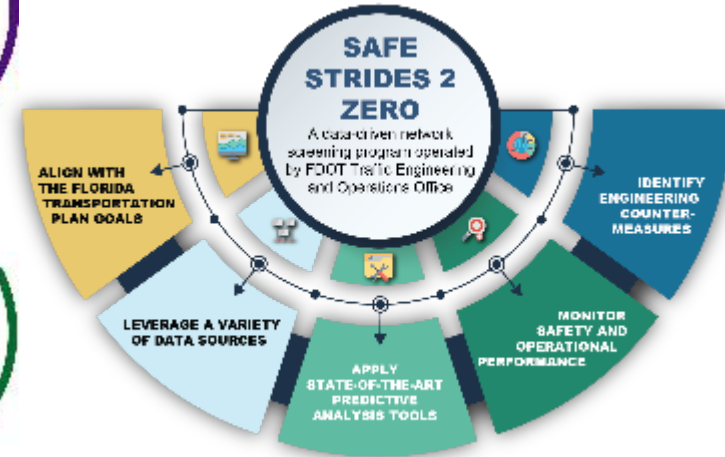 SAFE
STRIDES 2
ZERO
A data-driven network
screening program operated
by FDOT Traffic Engineering
and Operations Office
ALIGN WITH
THE FLORIDA
TRANSPORTATION
PLAN GOALS
LEVERAGE A VARIETY
OF DATA SOURCES
APPLY
STATE-OF-THE-ART
PREDICTIVE
ANALYSIS TOOLS
MONITOR
SAFETY AND
OPERATIONAL
PERFORMANCE
IDENTIFY
ENGINEERING
COUNTER-
MEASURES